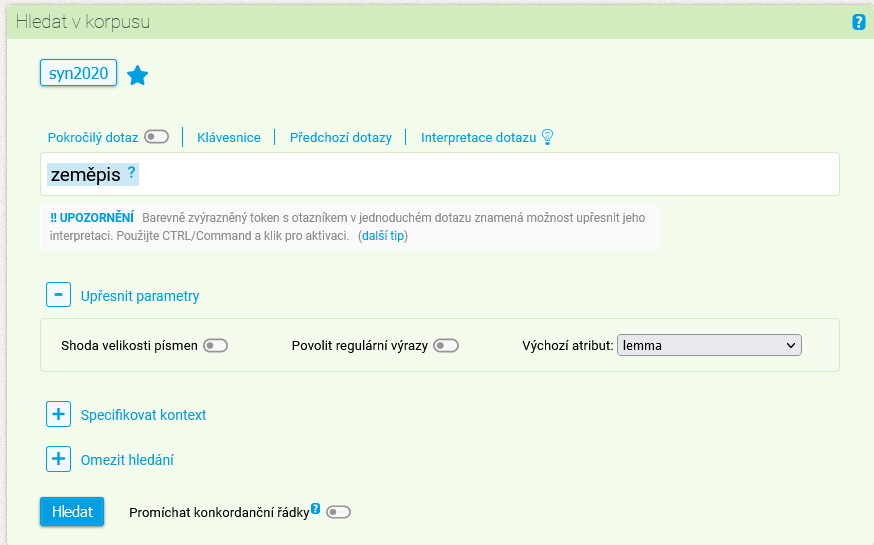 Hledat v korpusu ?
syn2020
Pokročilý dotaz Klávesnice Předchozí dotazy Interpretace dotazu
zeměpis ?
!! UPOZORNĚNÍ Barevně zvýrazněný token s otazníkem v jednoduchém dotazu znamená možnost upřesnit jeho
interpretaci. Použijte CTRL/Command a klik pro aktivaci. (další tip)
− Upřesnit parametry
Shoda velikosti písmen Povolit regulární výrazy Výchozí atribut: lemma
+ Specifikovat kontext
+ Omezit hledání
Hledat Promíchat konkordanční řádky ?